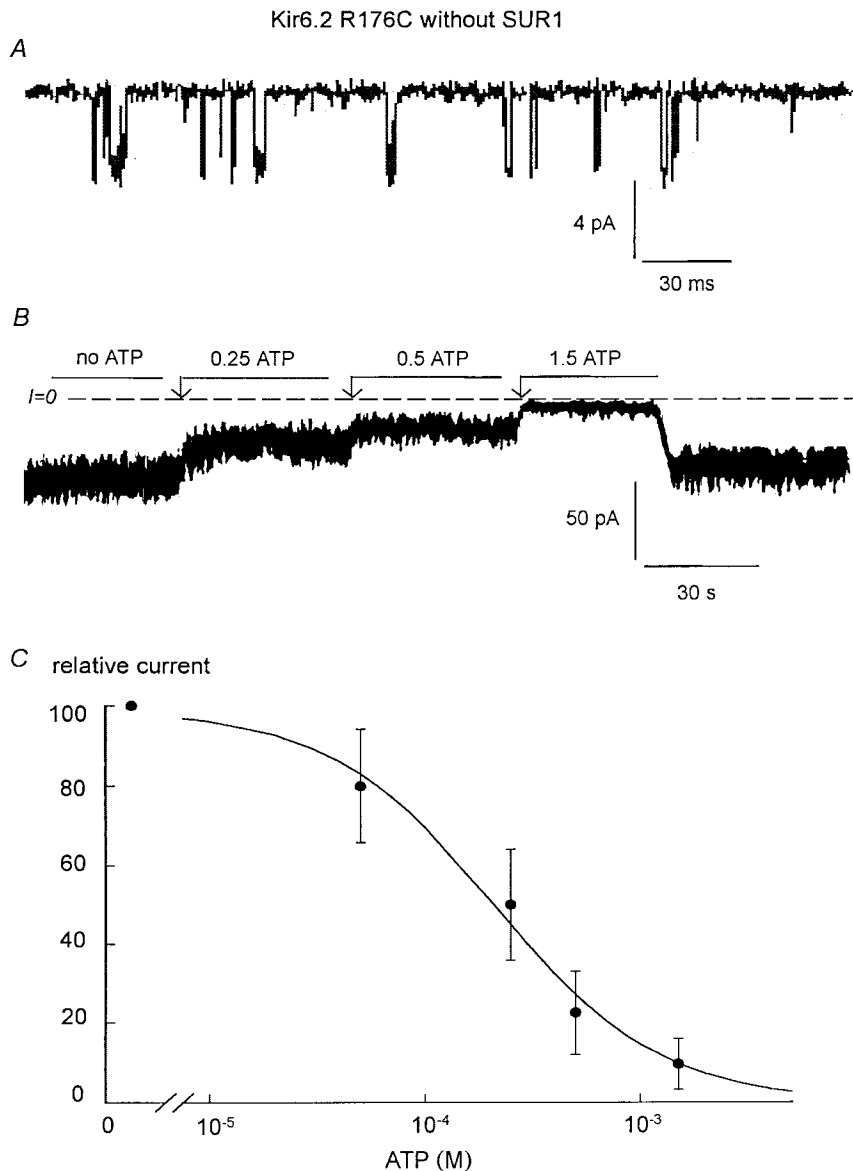 Kir6.2 R176C without SUR1
A
4 pA
30 ms
B
no ATP 0.25 ATP 0.5 ATP 1.5 ATP
I=0
50 pA
30 s
C relative current
100
80
60
40
20
0
0 10⁻⁵ 10⁻⁴ 10⁻³
ATP (M)